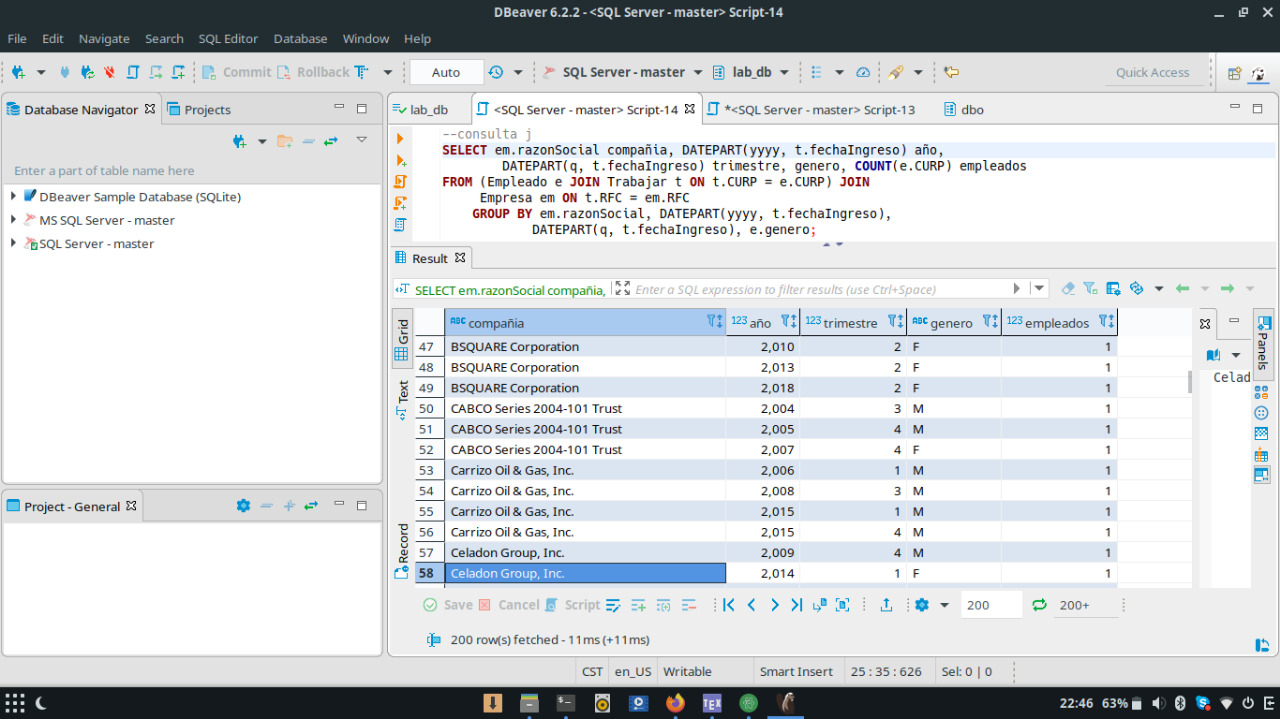 DBeaver 6.2.2 - <SQL Server - master> Script-14
File Edit Navigate Search SQL Editor Database Window Help
Commit Rollback Auto SQL Server - master lab_db Quick Access
Database Navigator Projects
Enter a part of table name here
DBeaver Sample Database (SQLite)
MS SQL Server - master
SQL Server - master
Project - General
lab_db <SQL Server - master> Script-14 *<SQL Server - master> Script-13 dbo
--consulta j
SELECT em.razonSocial compañia, DATEPART(yyyy, t.fechaIngreso) año,
DATEPART(q, t.fechaIngreso) trimestre, genero, COUNT(e.CURP) empleados
FROM (Empleado e JOIN Trabajar t ON t.CURP = e.CURP) JOIN
Empresa em ON t.RFC = em.RFC
GROUP BY em.razonSocial, DATEPART(yyyy, t.fechaIngreso),
DATEPART(q, t.fechaIngreso), e.genero;
Result
SELECT em.razonSocial compañia, Enter a SQL expression to filter results (use Ctrl+Space)
Grid
Text
Record
ABC compañia 123 año 123 trimestre ABC genero 123 empleados
47 BSQUARE Corporation 2,010 2 F 1
48 BSQUARE Corporation 2,013 2 F 1
49 BSQUARE Corporation 2,018 2 F 1
50 CABCO Series 2004-101 Trust 2,004 3 M 1
51 CABCO Series 2004-101 Trust 2,005 4 M 1
52 CABCO Series 2004-101 Trust 2,007 4 F 1
53 Carrizo Oil & Gas, Inc. 2,006 1 M 1
54 Carrizo Oil & Gas, Inc. 2,008 3 M 1
55 Carrizo Oil & Gas, Inc. 2,015 1 M 1
56 Carrizo Oil & Gas, Inc. 2,015 4 M 1
57 Celadon Group, Inc. 2,009 4 M 1
58 Celadon Group, Inc. 2,014 1 F 1
Panels
Celad
Save Cancel Script 200 200+
200 row(s) fetched - 11ms (+11ms)
CST en_US Writable Smart Insert 25 : 35 : 626 Sel: 0 | 0
TEX
22:46 63%